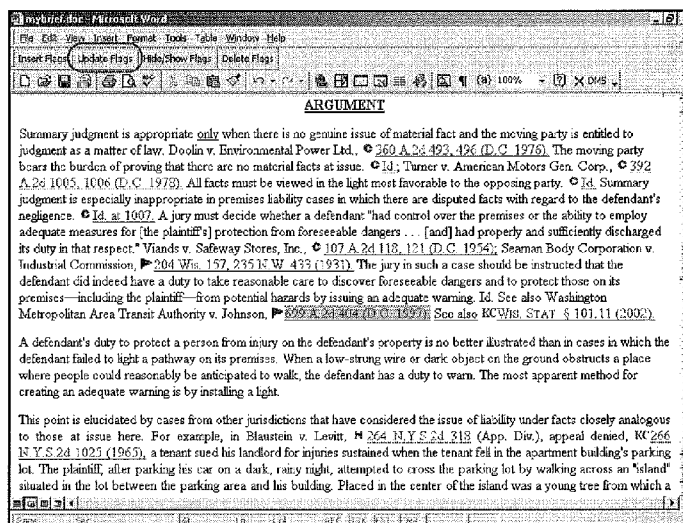 mybrief.doc - Microsoft Word
File Edit View Insert Format Tools Table Window Help
Insert Flags Update Flags Hide/Show Flags Delete Flags
100% DMS
ARGUMENT
Summary judgment is appropriate only when there is no genuine issue of material fact and the moving party is entitled to
judgment as a matter of law. Doolin v. Environmental Power Ltd., C 360 A.2d 493, 496 (D.C. 1976). The moving party
bears the burden of proving that there are no material facts at issue. C Id.; Turner v. American Motors Gen. Corp., C 392
A.2d 1005, 1006 (D.C. 1978). All facts must be viewed in the light most favorable to the opposing party. C Id. Summary
judgment is especially inappropriate in premises liability cases in which there are disputed facts with regard to the defendant's
negligence. C Id. at 1007. A jury must decide whether a defendant "had control over the premises or the ability to employ
adequate measures for [the plaintiff's] protection from foreseeable dangers . . . [and] had properly and sufficiently discharged
its duty in that respect." Viands v. Safeway Stores, Inc., C 107 A.2d 118, 121 (D.C. 1954); Seaman Body Corporation v.
Industrial Commission, 204 Wis. 157, 235 N.W. 433 (1931). The jury in such a case should be instructed that the
defendant did indeed have a duty to take reasonable care to discover foreseeable dangers and to protect those on its
premises—including the plaintiff—from potential hazards by issuing an adequate warning. Id. See also Washington
Metropolitan Area Transit Authority v. Johnson, 699 A.2d 404 (D.C. 1997). See also KC WIS. STAT. § 101.11 (2002).
A defendant's duty to protect a person from injury on the defendant's property is no better illustrated than in cases in which the
defendant failed to light a pathway on its premises. When a low-strung wire or dark object on the ground obstructs a place
where people could reasonably be anticipated to walk, the defendant has a duty to warn. The most apparent method for
creating an adequate warning is by installing a light.
This point is elucidated by cases from other jurisdictions that have considered the issue of liability under facts closely analogous
to those at issue here. For example, in Blaustein v. Levitt, H 264 N.Y.S.2d 318 (App. Div.), appeal denied, KC 266
N.Y.S.2d 1025 (1965), a tenant sued his landlord for injuries sustained when the tenant fell in the apartment building's parking
lot. The plaintiff, after parking his car on a dark, rainy night, attempted to cross the parking lot by walking across an "island"
situated in the lot between the parking area and his building. Placed in the center of the island was a young tree from which a